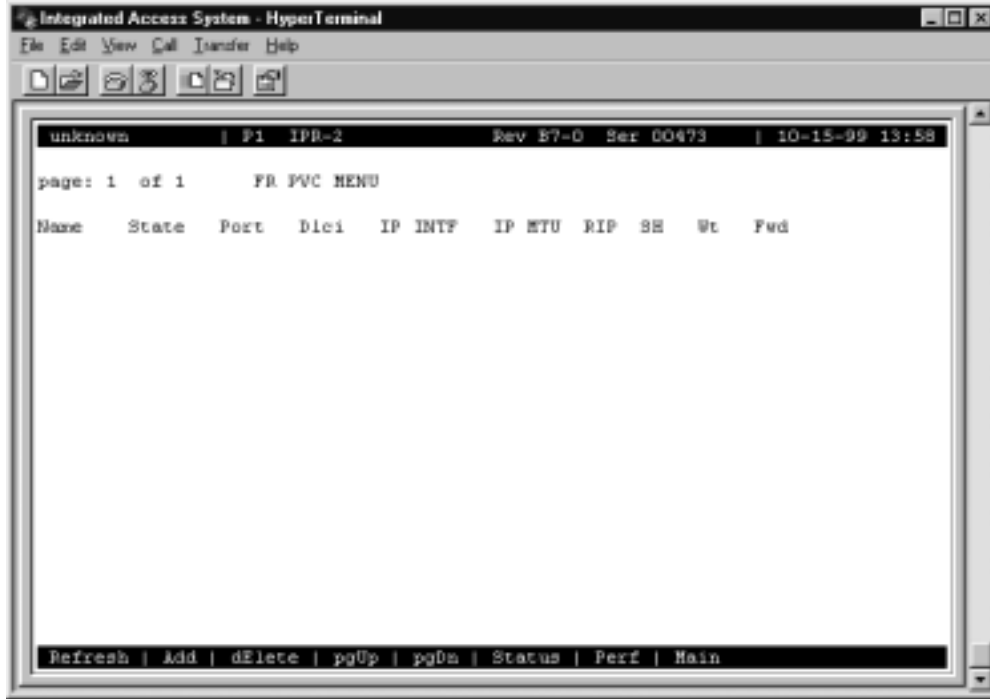 Integrated Access System - HyperTerminal
File Edit View Call Transfer Help
unknown | P1 IPR-2 Rev B7-0 Ser 00473 | 10-15-99 13:58
page: 1 of 1 FR PVC MENU
Name State Port Dlci IP INTF IP MTU RIP SH Wt Fwd
Refresh | Add | dElete | pgUp | pgDn | Status | Perf | Main